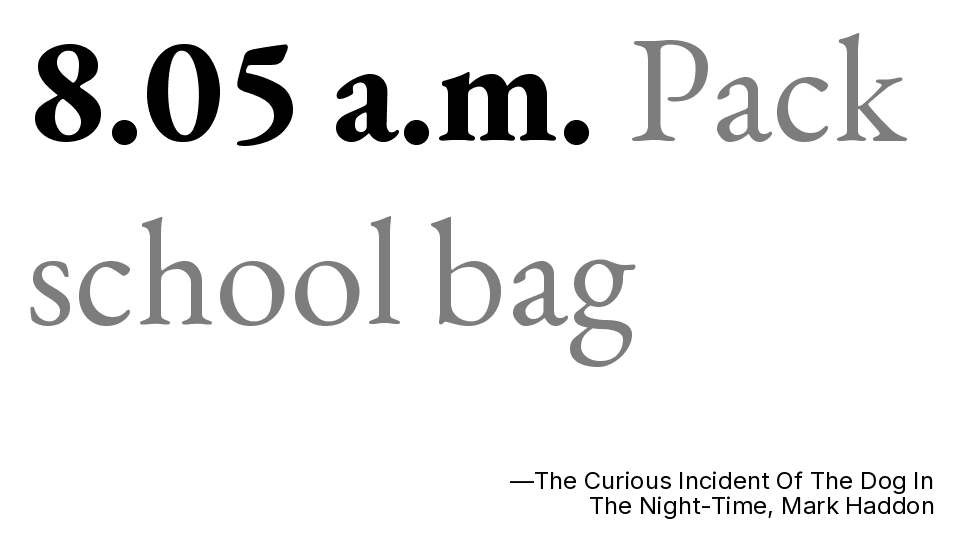 8.05 a.m. Pack
school bag
—The Curious Incident Of The Dog In
The Night-Time, Mark Haddon